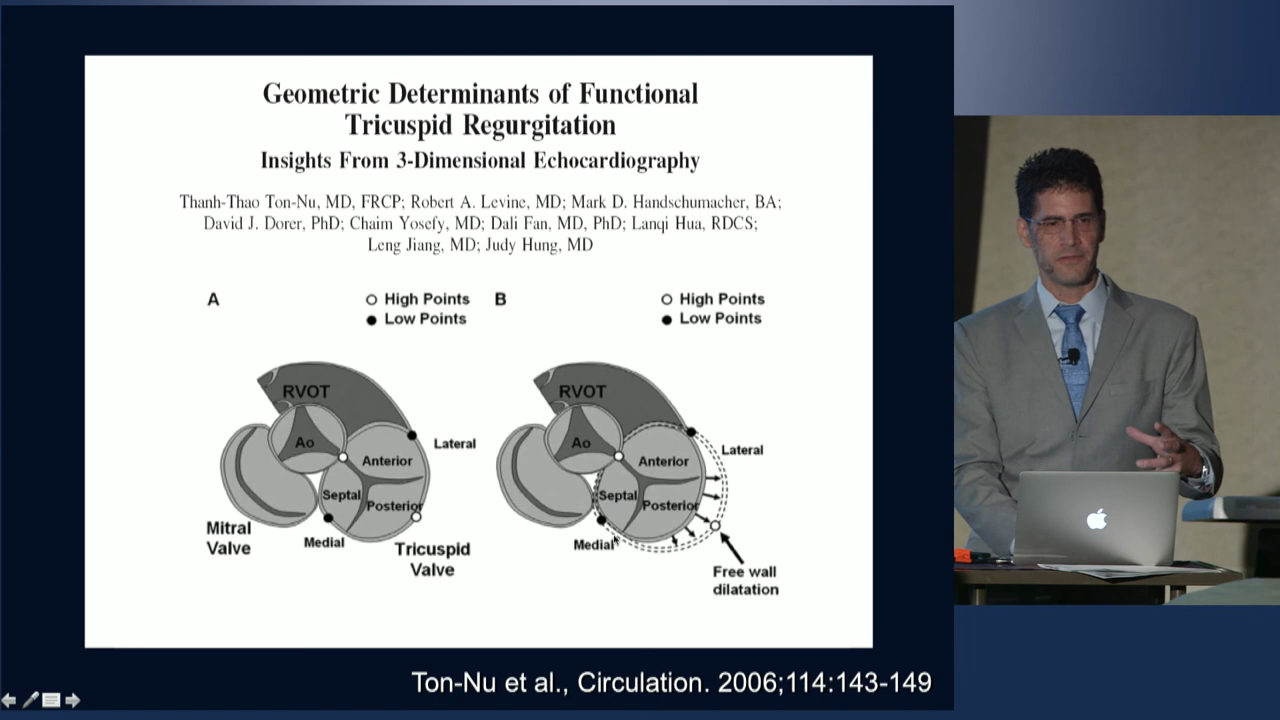 Geometric Determinants of Functional
Tricuspid Regurgitation
Insights From 3-Dimensional Echocardiography
Thanh-Thao Ton-Nu, MD, FRCP; Robert A. Levine, MD; Mark D. Handschumacher, BA;
David J. Dorer, PhD; Chaim Yosefy, MD; Dali Fan, MD, PhD; Lanqi Hua, RDCS;
Leng Jiang, MD; Judy Hung, MD
A
High Points
Low Points
RVOT
Ao
Lateral
Anterior
Septal
Posterior
Mitral
Valve
Medial
Tricuspid
Valve
B
High Points
Low Points
RVOT
Ao
Lateral
Anterior
Septal
Posterior
Medial
Free wall
dilatation
Ton-Nu et al., Circulation. 2006;114:143-149